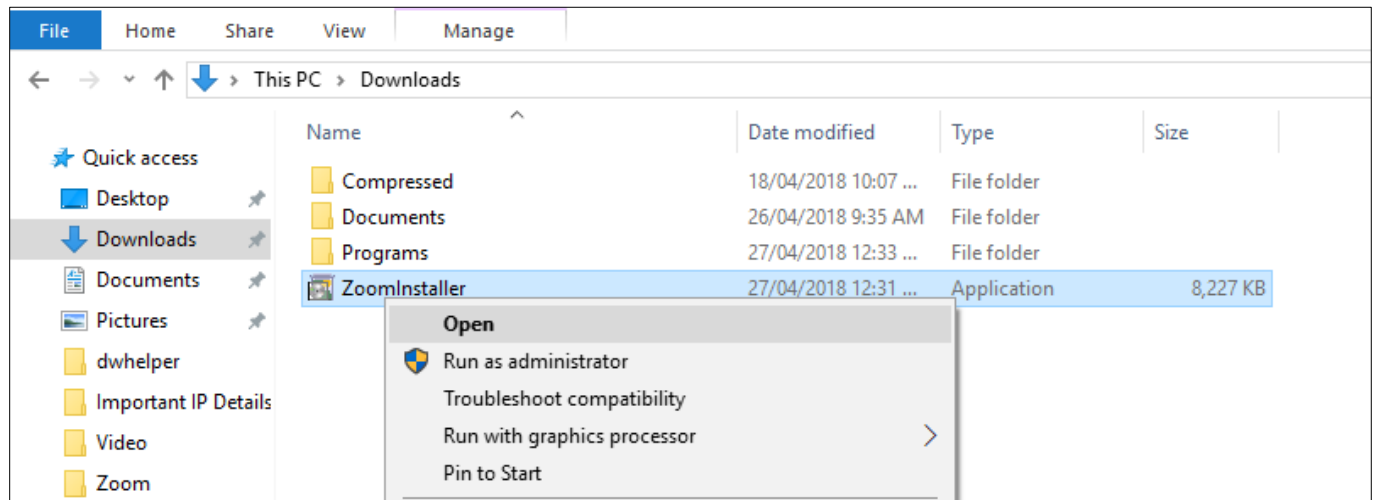 File Home Share View Manage
This PC > Downloads
Name Date modified Type Size
Quick access
Desktop
Downloads
Documents
Pictures
dwhelper
Important IP Details
Video
Zoom
Compressed 18/04/2018 10:07 ... File folder
Documents 26/04/2018 9:35 AM File folder
Programs 27/04/2018 12:33 ... File folder
ZoomInstaller 27/04/2018 12:31 ... Application 8,227 KB
Open
Run as administrator
Troubleshoot compatibility
Run with graphics processor
Pin to Start